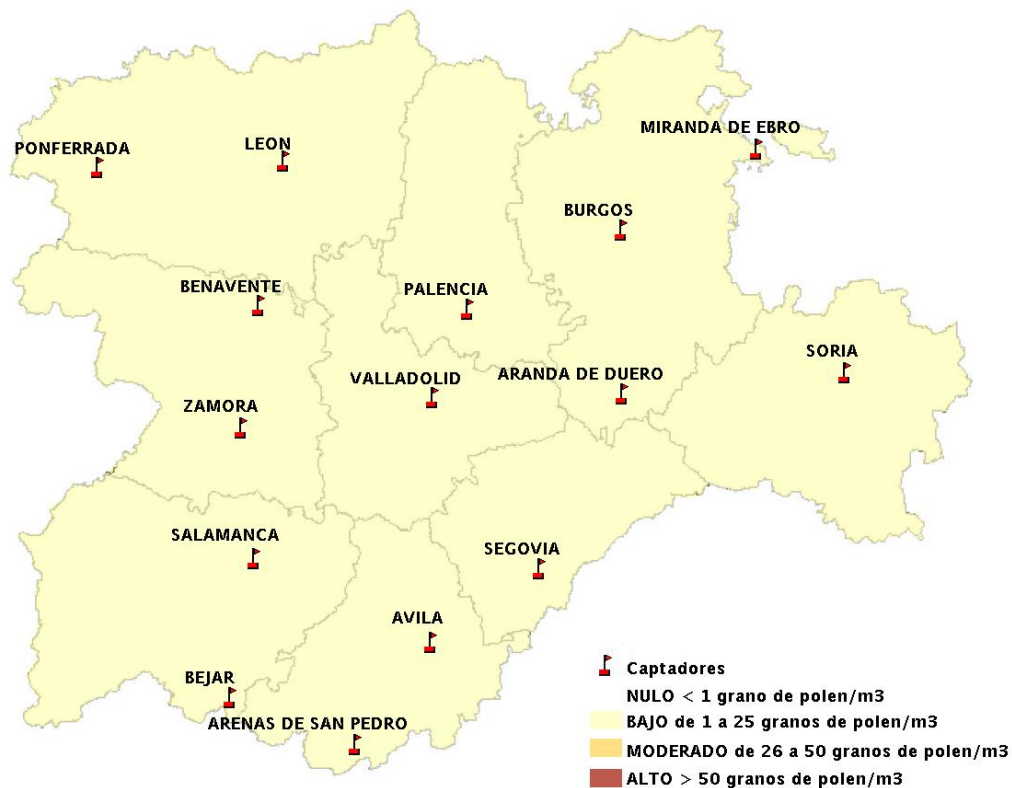 MIRANDA DE EBRO
PONFERRADA
LEON
BURGOS
BENAVENTE
PALENCIA
SORIA
VALLADOLID
ARANDA DE DUERO
ZAMORA
SALAMANCA
SEGOVIA
AVILA
BEJAR
ARENAS DE SAN PEDRO
Captadores
NULO < 1 grano de polen/m3
BAJO de 1 a 25 granos de polen/m3
MODERADO de 26 a 50 granos de polen/m3
ALTO > 50 granos de polen/m3